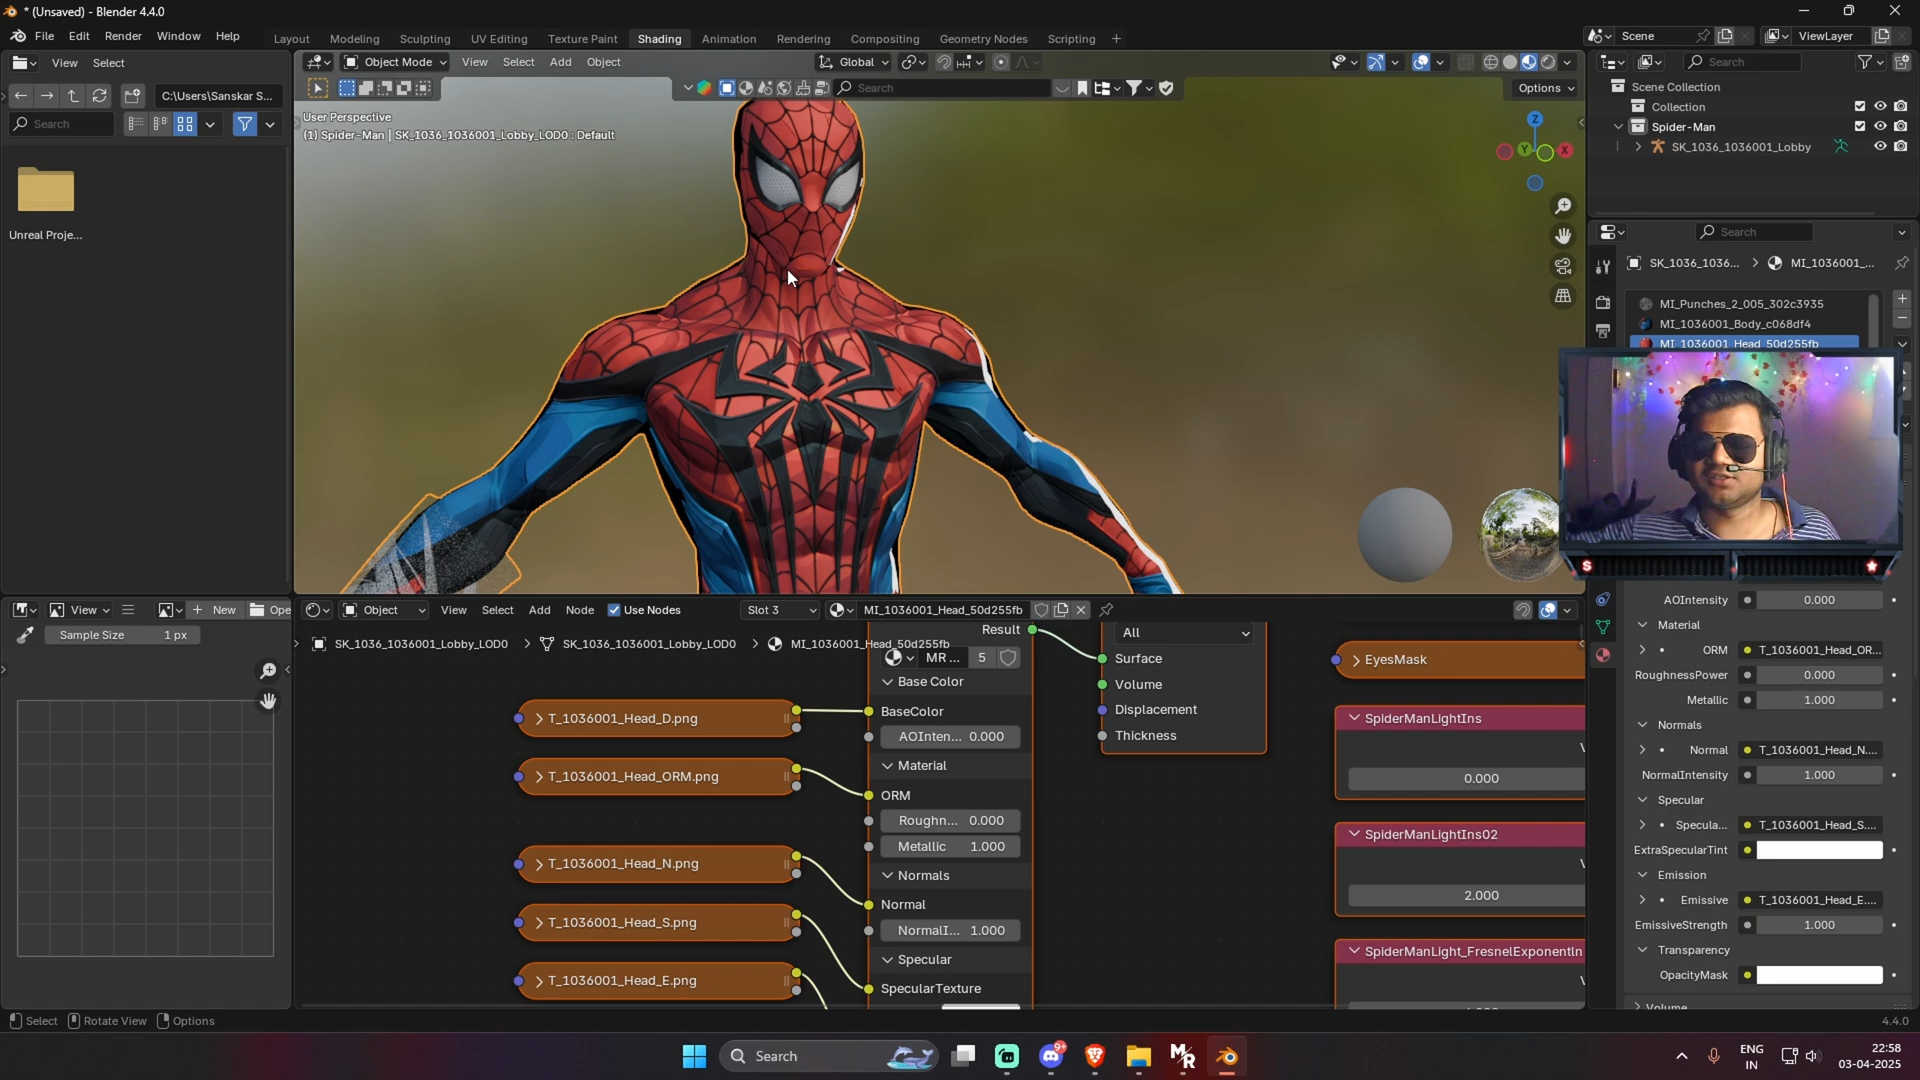 * (Unsaved) - Blender 4.4.0
File Edit Render Window Help
Layout Modeling Sculpting UV Editing Texture Paint Shading Animation Rendering Compositing Geometry Nodes Scripting +
Scene
ViewLayer
View Select
Object Mode View Select Add Object
Global
Search
C:\Users\Sanskar S...
Search
Search
Options
User Perspective
(1) Spider-Man | SK_1036_1036001_Lobby_LOD0 : Default
Z
Y
X
Scene Collection
Collection
Spider-Man
SK_1036_1036001_Lobby
Unreal Proje...
Search
SK_1036_1036... > MI_1036001_...
MI_Punches_2_005_302c3935
MI_1036001_Body_c068df4
MI_1036001_Head_50d255fb
S
View
New
Ope
Sample Size 1 px
Object View Select Add Node Use Nodes
Slot 3
MI_1036001_Head_50d255fb
SK_1036_1036001_Lobby_LOD0 > SK_1036_1036001_Lobby_LOD0 > MI_1036001_Head_50d255fb
Result
MR ... 5
Base Color
BaseColor
AOInten... 0.000
Material
ORM
Roughn... 0.000
Metallic 1.000
Normals
Normal
NormalI... 1.000
Specular
SpecularTexture
T_1036001_Head_D.png
T_1036001_Head_ORM.png
T_1036001_Head_N.png
T_1036001_Head_S.png
T_1036001_Head_E.png
All
Surface
Volume
Displacement
Thickness
EyesMask
SpiderManLightIns
0.000
SpiderManLightIns02
2.000
SpiderManLight_FresnelExponentIn
AOIntensity 0.000
Material
ORM T_1036001_Head_OR...
RoughnessPower 0.000
Metallic 1.000
Normals
Normal T_1036001_Head_N....
NormalIntensity 1.000
Specular
Specula... T_1036001_Head_S....
ExtraSpecularTint
Emission
Emissive T_1036001_Head_E....
EmissiveStrength 1.000
Transparency
OpacityMask
Volume
Select Rotate View Options
4.4.0
Search
9+
ENG
IN
22:58
03-04-2025